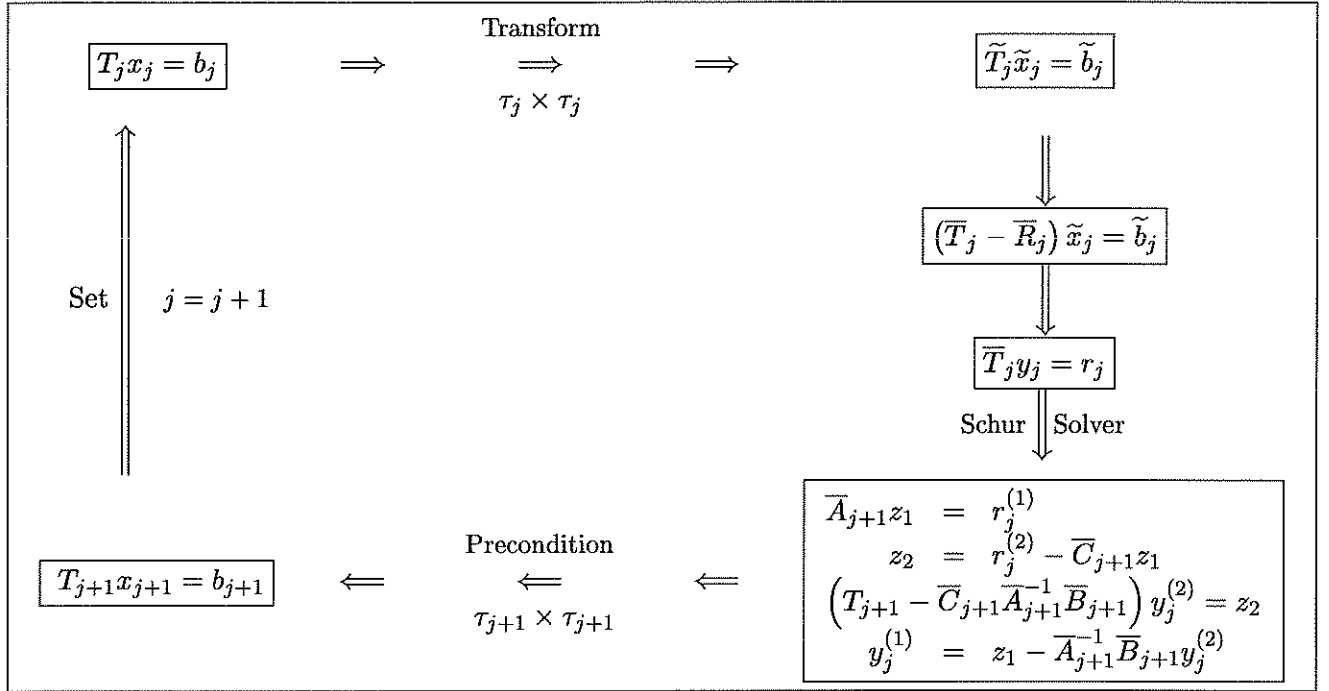 Transform
T_j x_j = b_j ⟹ ⟹ ⟹ T̃_j x̃_j = b̃_j
τ_j × τ_j
(T̅_j − R̅_j) x̃_j = b̃_j
Set j = j + 1
T̅_j y_j = r_j
Schur Solver
A̅_{j+1} z_1 = r_j^{(1)}
z_2 = r_j^{(2)} − C̅_{j+1} z_1
(T_{j+1} − C̅_{j+1} A̅_{j+1}^{−1} B̅_{j+1}) y_j^{(2)} = z_2
y_j^{(1)} = z_1 − A̅_{j+1}^{−1} B̅_{j+1} y_j^{(2)}
Precondition
T_{j+1} x_{j+1} = b_{j+1} ⟸ ⟸ ⟸
τ_{j+1} × τ_{j+1}